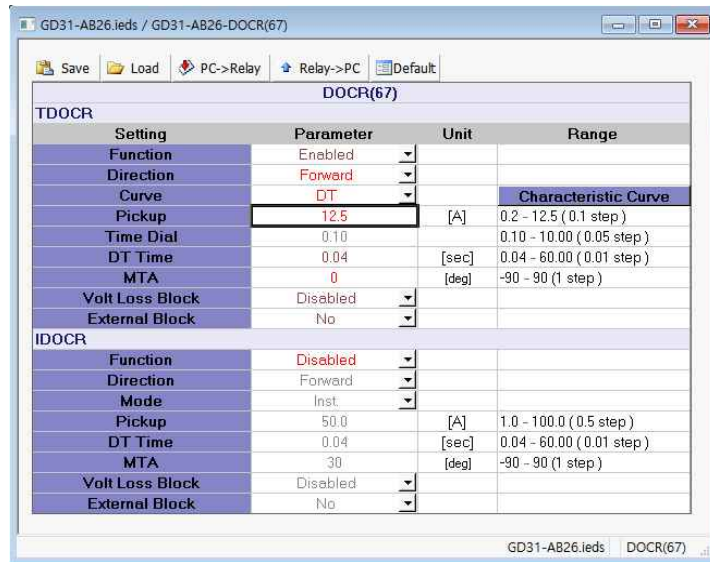 GD31-AB26.ieds / GD31-AB26-DOCR(67)
Save Load PC->Relay Relay->PC Default
DOCR(67)
TDOCR
Setting Parameter Unit Range
Function Enabled
Direction Forward
Curve DT Characteristic Curve
Pickup 12.5 [A] 0.2 - 12.5 ( 0.1 step )
Time Dial 0.10 0.10 - 10.00 ( 0.05 step )
DT Time 0.04 [sec] 0.04 - 60.00 ( 0.01 step )
MTA 0 [deg] -90 - 90 (1 step )
Volt Loss Block Disabled
External Block No
IDOCR
Function Disabled
Direction Forward
Mode Inst.
Pickup 50.0 [A] 1.0 - 100.0 ( 0.5 step )
DT Time 0.04 [sec] 0.04 - 60.00 ( 0.01 step )
MTA 30 [deg] -90 - 90 (1 step )
Volt Loss Block Disabled
External Block No
GD31-AB26.ieds DOCR(67)